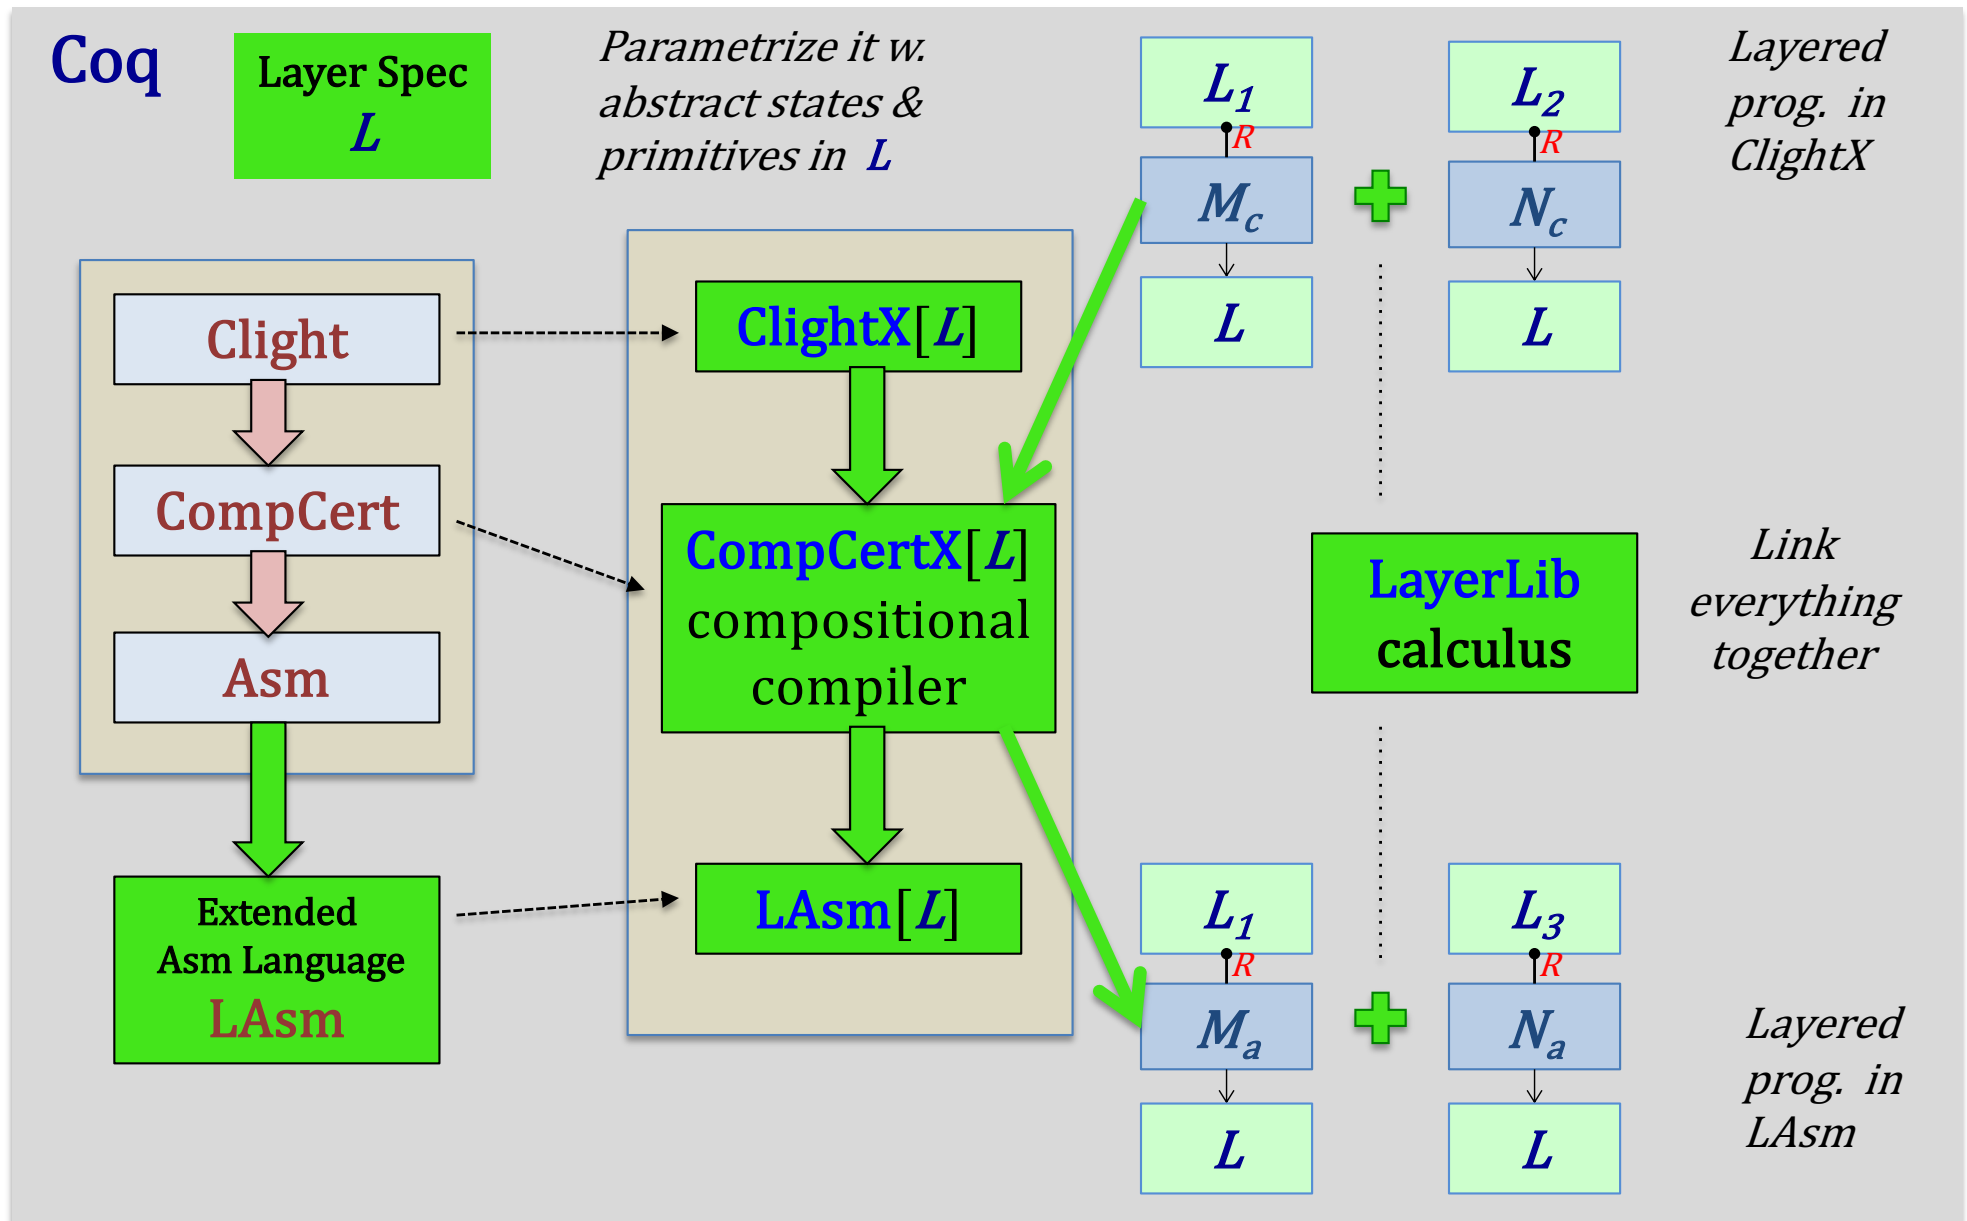 Coq
Layer Spec
L
Parametrize it w.
abstract states &
primitives in L
Clight
CompCert
Asm
Extended
Asm Language
LAsm
ClightX[L]
CompCertX[L]
compositional
compiler
LAsm[L]
L1
R
Mc
L
L2
R
Nc
L
Layered
prog. in
ClightX
LayerLib
calculus
Link
everything
together
L1
R
Ma
L
L3
R
Na
L
Layered
prog. in
LAsm